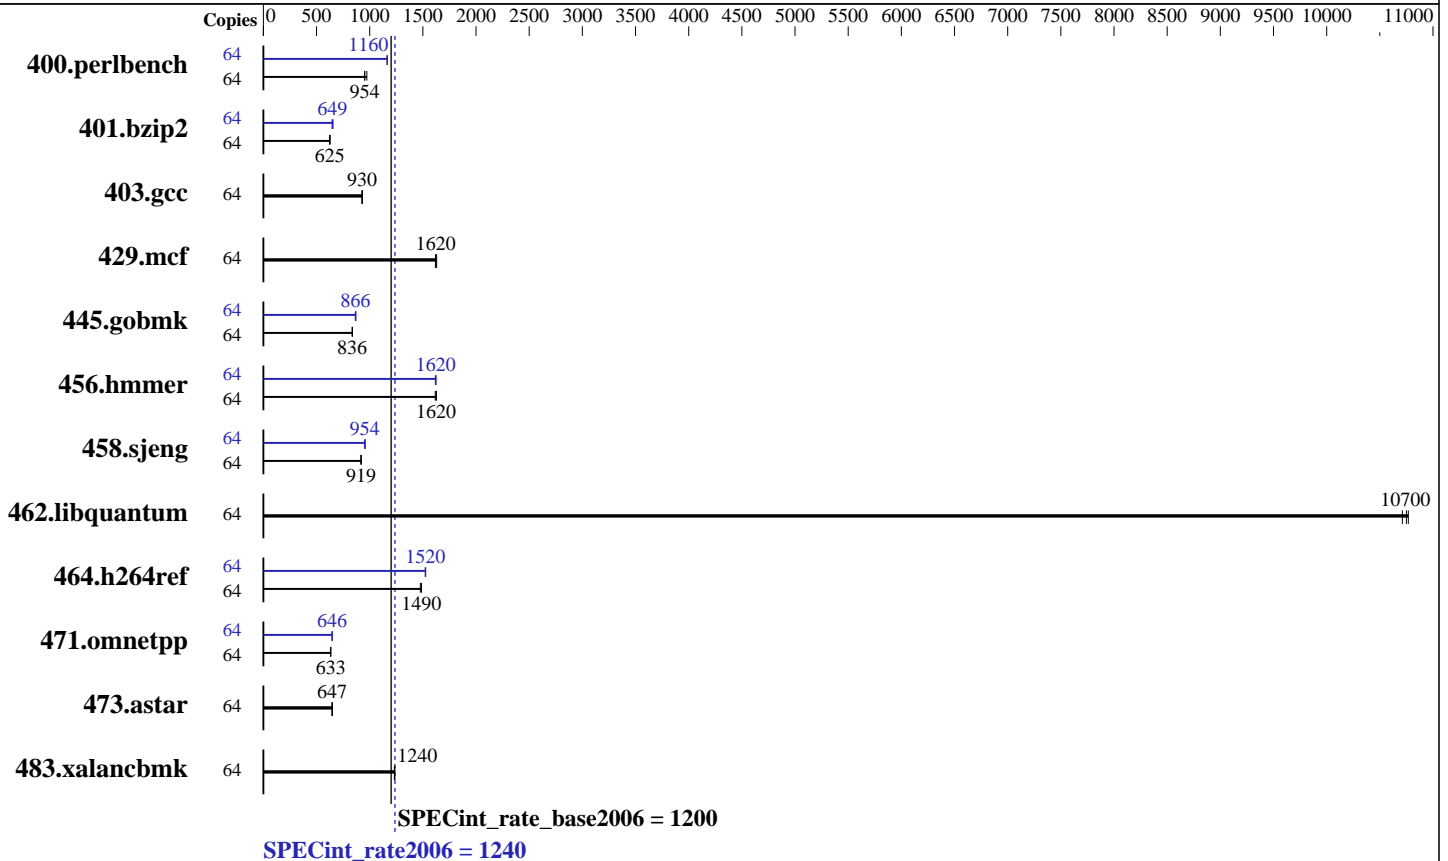 Copies 0 500 1000 1500 2000 2500 3000 3500 4000 4500 5000 5500 6000 6500 7000 7500 8000 8500 9000 9500 10000 11000
400.perlbench 64 1160
64 954
401.bzip2 64 649
64 625
403.gcc 64 930
429.mcf 64 1620
445.gobmk 64 866
64 836
456.hmmer 64 1620
64 1620
458.sjeng 64 954
64 919
462.libquantum 64 10700
464.h264ref 64 1520
64 1490
471.omnetpp 64 646
64 633
473.astar 64 647
483.xalancbmk 64 1240
SPECint_rate_base2006 = 1200
SPECint_rate2006 = 1240